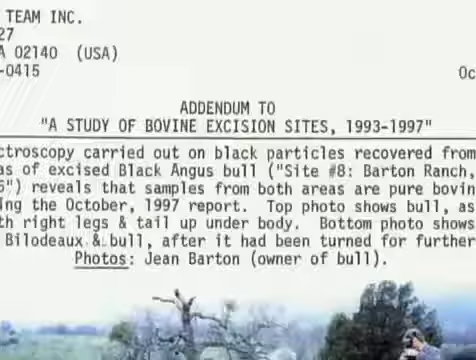 TEAM INC.
27
A 02140 (USA)
-0415
Oc
ADDENDUM TO
"A STUDY OF BOVINE EXCISION SITES, 1993-1997"
ctroscopy carried out on black particles recovered from
as of excised Black Angus bull ("Site #8: Barton Ranch,
6") reveals that samples from both areas are pure bovin
ing the October, 1997 report. Top photo shows bull, as
th right legs & tail up under body. Bottom photo shows
Bilodeaux & bull, after it had been turned for further
Photos: Jean Barton (owner of bull).